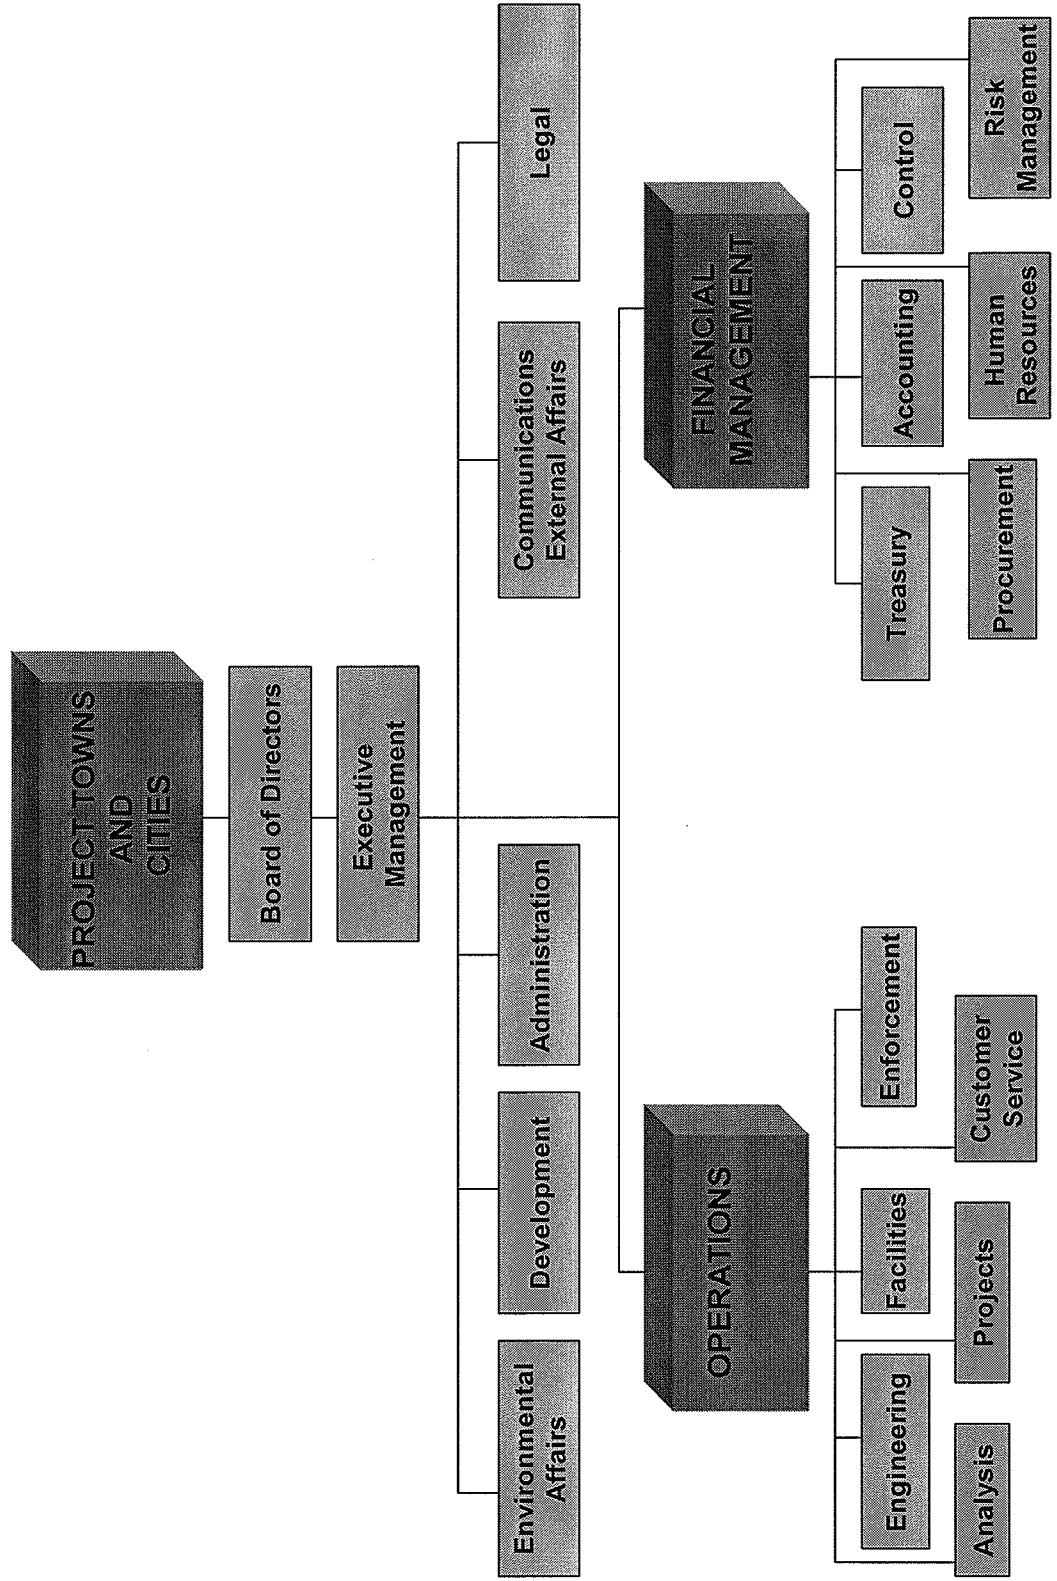 PROJECT TOWNS
AND
CITIES
Board of Directors
Executive
Management
Environmental
Affairs
Development
Administration
Communications
External Affairs
Legal
OPERATIONS
FINANCIAL
MANAGEMENT
Engineering
Facilities
Enforcement
Analysis
Projects
Customer
Service
Treasury
Accounting
Control
Procurement
Human
Resources
Risk
Management